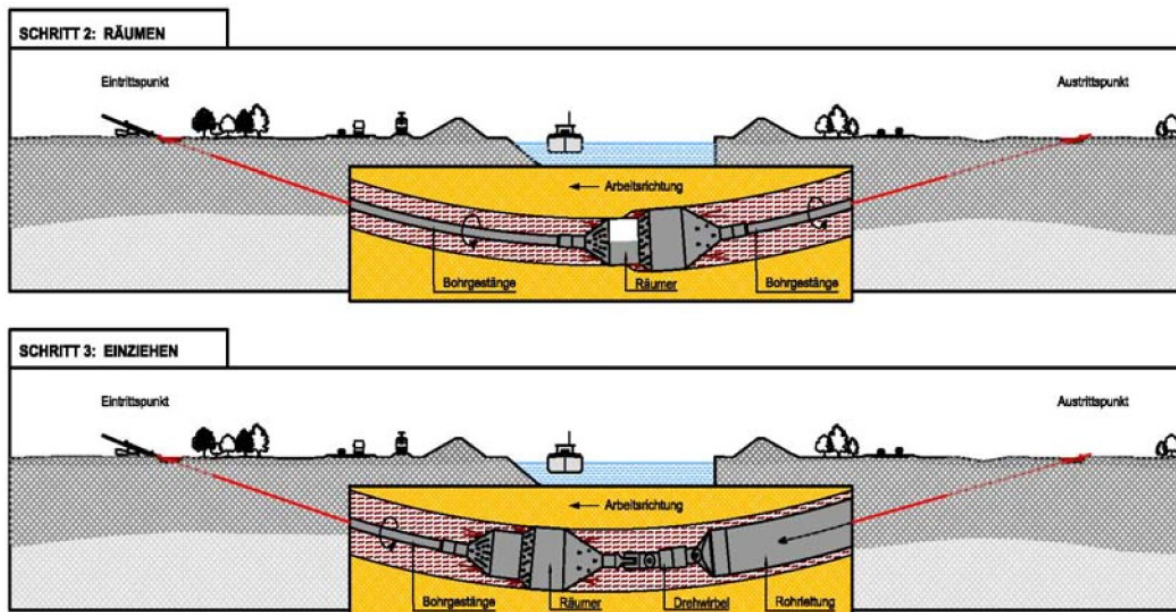 SCHRITT 2: RÄUMEN
Eintrittspunkt
Austrittspunkt
Arbeitsrichtung
Bohrgestänge
Räumer
Bohrgestänge
SCHRITT 3: EINZIEHEN
Eintrittspunkt
Austrittspunkt
Arbeitsrichtung
Bohrgestänge
Räumer
Drehwirbel
Rohrleitung